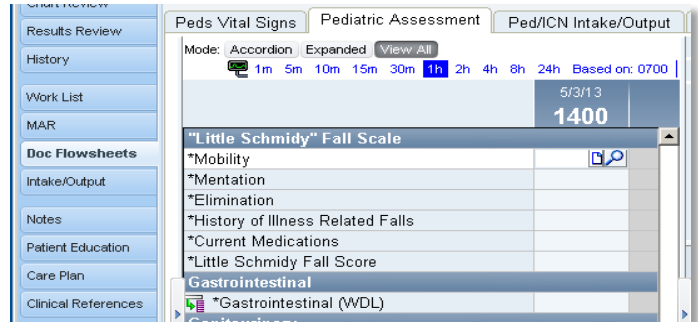 Chart Review
Results Review
History
Work List
MAR
Doc Flowsheets
Intake/Output
Notes
Patient Education
Care Plan
Clinical References
Peds Vital Signs Pediatric Assessment Ped/ICN Intake/Output
Mode: Accordion Expanded View All
1m 5m 10m 15m 30m 1h 2h 4h 8h 24h Based on: 0700
5/3/13
1400
"Little Schmidy" Fall Scale
*Mobility
*Mentation
*Elimination
*History of Illness Related Falls
*Current Medications
*Little Schmidy Fall Score
Gastrointestinal
*Gastrointestinal (WDL)
Genitourinary